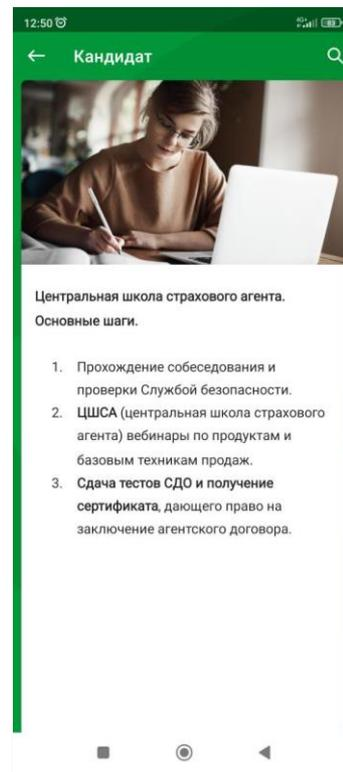 12:50
4G+ 83
Кандидат
Центральная школа страхового агента.
Основные шаги.
1. Прохождение собеседования и
проверки Службой безопасности.
2. ЦШСА (центральная школа страхового
агента) вебинары по продуктам и
базовым техникам продаж.
3. Сдача тестов СДО и получение
сертификата, дающего право на
заключение агентского договора.